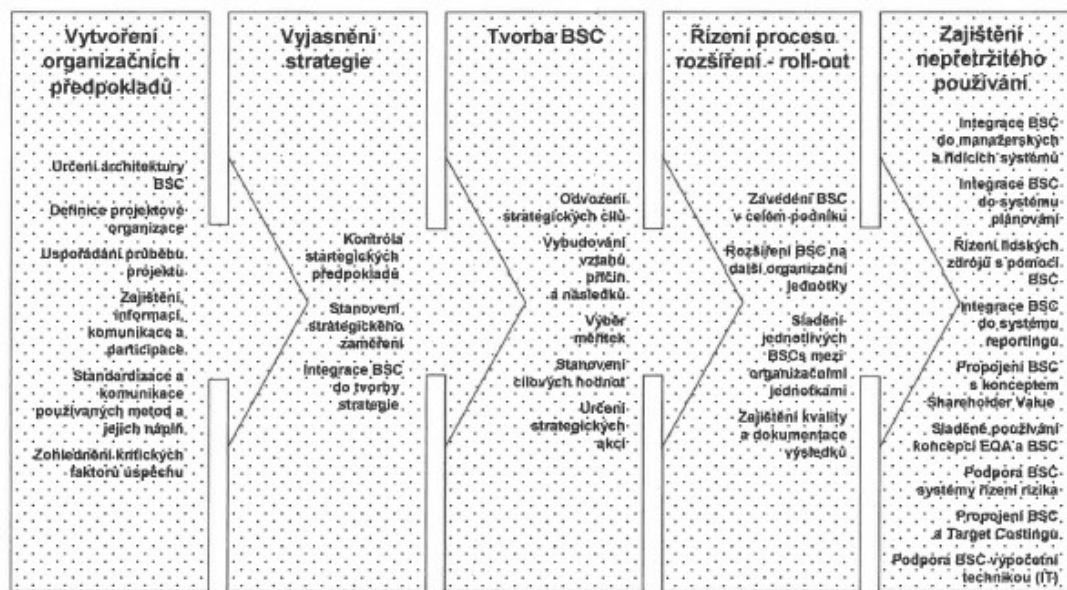 Vytvoření
organizačních
předpokladů
Určení architektury
BSC
Definice projektové
organizace
Uspořádání průběhu
projektu
Zajištění
informací,
komunikace a
participace
Standardizace a
komunikace
používaných metod a
jejich náplň
Zohlednění kritických
faktorů úspěchu
Vyjasnění
strategie
Kontrola
startegických
předpokladů
Stanovení
strategického
zaměření
Integrace BSC
do tvorby
strategie
Tvorba BSC
Odvození
strategických cílů
Vybudování
vztahů
příčin
a následků
Výběr
měřítek
Stanovení
cílových hodnot
Určení
strategických
akcí
Řízení procesu
rozšíření - roll-out
Zavedení BSC
v celém podniku
Rozšíření BSC na
další organizační
jednotky
Sladění
jednotlivých
BSCs mezi
organizačními
jednotkami
Zajištění kvality
a dokumentace
výsledků
Zajištění
nepřetržitého
používání
Integrace BSC
do manažerských
a řídicích systémů
Integrace BSC
do systému
plánování
Řízení lidských
zdrojů s pomocí
BSC
Integrace BSC
do systému
reportingu
Propojení BSC
s konceptem
Shareholder Value
Sladěné používání
koncepcí EQA a BSC
Podpora BSC
systémy řízení rizika
Propojení BSC
a Target Costingu
Podpora BSC výpočetní
technikou (IT)